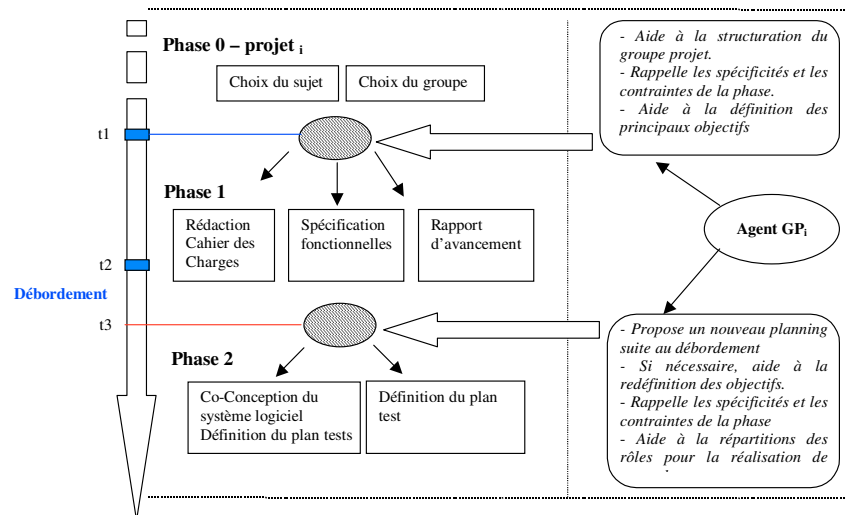 Phase 0 – projet i
Choix du sujet
Choix du groupe
t1
- Aide à la structuration du
groupe projet.
- Rappelle les spécificités et les
contraintes de la phase.
- Aide à la définition des
principaux objectifs
Phase 1
Rédaction
Cahier des
Charges
Spécification
fonctionnelles
Rapport
d'avancement
Agent GPi
t2
Débordement
t3
Phase 2
Co-Conception du
système logiciel
Définition du plan tests
Définition du plan
test
- Propose un nouveau planning
suite au débordement
- Si nécessaire, aide à la
redéfinition des objectifs.
- Rappelle les spécificités et les
contraintes de la phase
- Aide à la répartitions des
rôles pour la réalisation de